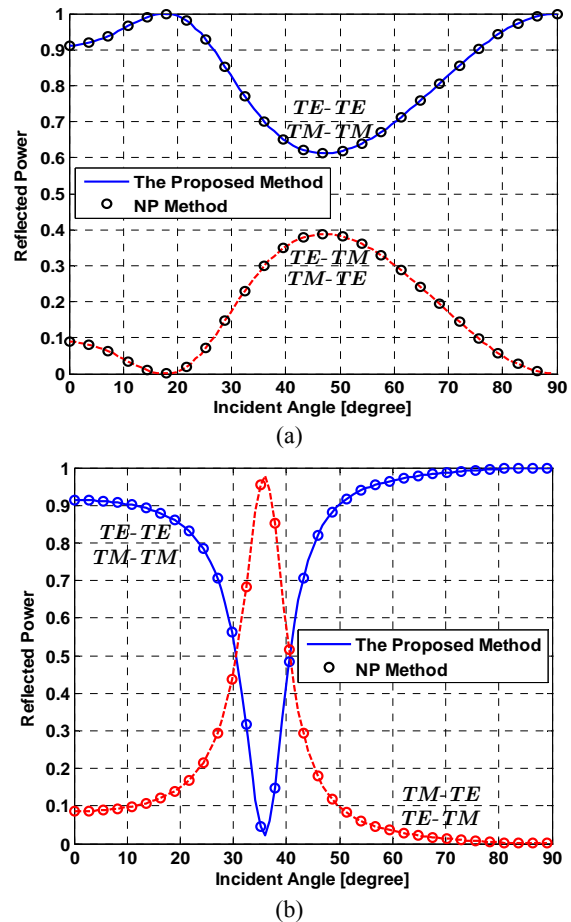 1
0.9
0.8
0.7
0.6
0.5
0.4
0.3
0.2
0.1
0
Reflected Power
TE-TE
TM-TM
The Proposed Method
NP Method
TE-TM
TM-TE
0 10 20 30 40 50 60 70 80 90
Incident Angle [degree]
(a)
1
0.9
0.8
0.7
0.6
0.5
0.4
0.3
0.2
0.1
0
Reflected Power
TE-TE
TM-TM
The Proposed Method
NP Method
TM-TE
TE-TM
0 10 20 30 40 50 60 70 80 90
Incident Angle [degree]
(b)